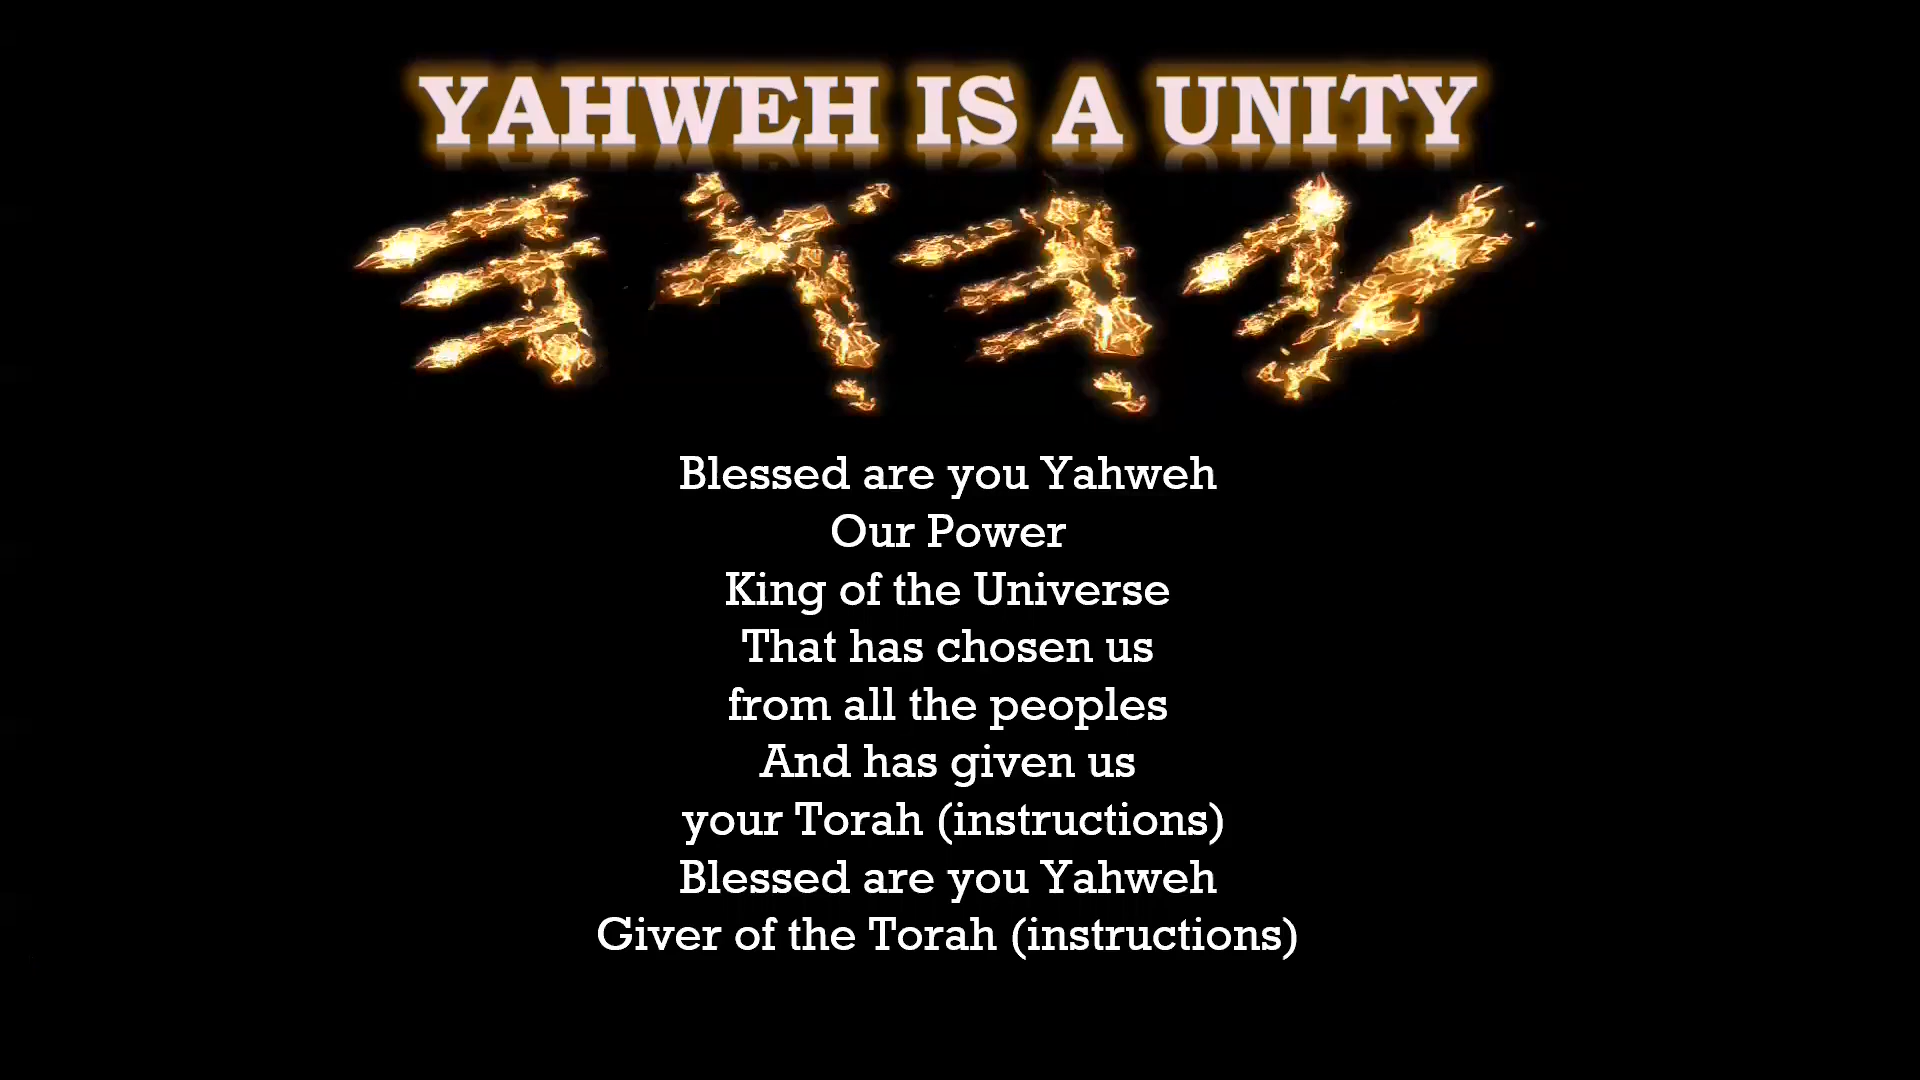 YAHWEH IS A UNITY
𐤉𐤄𐤅𐤄
Blessed are you Yahweh
Our Power
King of the Universe
That has chosen us
from all the peoples
And has given us
your Torah (instructions)
Blessed are you Yahweh
Giver of the Torah (instructions)